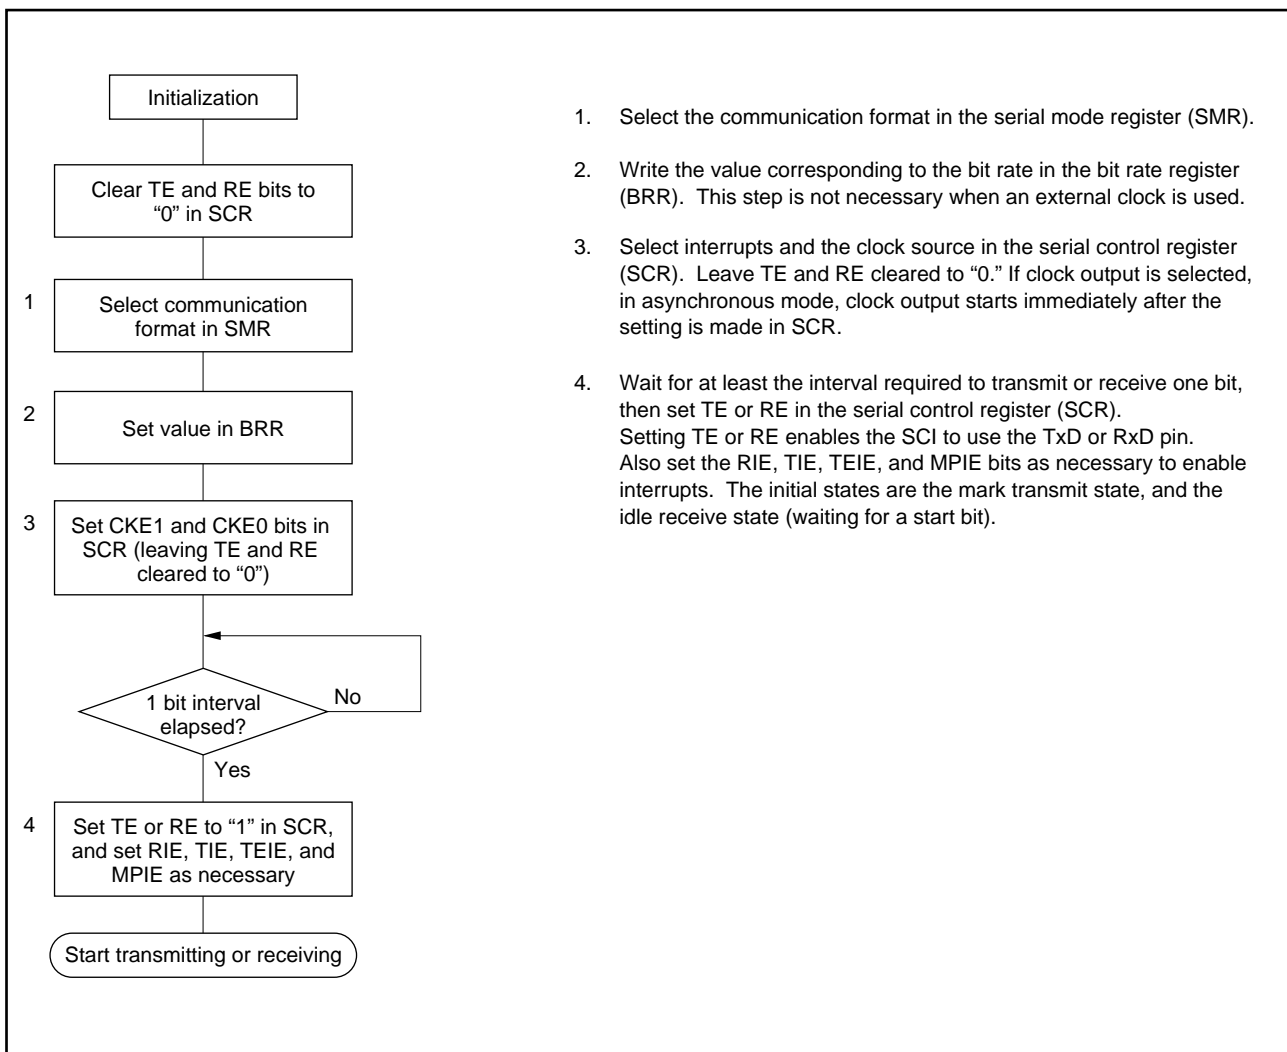 Initialization
Clear TE and RE bits to
“0” in SCR
1
Select communication
format in SMR
2
Set value in BRR
3
Set CKE1 and CKE0 bits in
SCR (leaving TE and RE
cleared to “0”)
1 bit interval
elapsed?
No
Yes
4
Set TE or RE to “1” in SCR,
and set RIE, TIE, TEIE, and
MPIE as necessary
Start transmitting or receiving
1. Select the communication format in the serial mode register (SMR).
2. Write the value corresponding to the bit rate in the bit rate register
(BRR). This step is not necessary when an external clock is used.
3. Select interrupts and the clock source in the serial control register
(SCR). Leave TE and RE cleared to “0.” If clock output is selected,
in asynchronous mode, clock output starts immediately after the
setting is made in SCR.
4. Wait for at least the interval required to transmit or receive one bit,
then set TE or RE in the serial control register (SCR).
Setting TE or RE enables the SCI to use the TxD or RxD pin.
Also set the RIE, TIE, TEIE, and MPIE bits as necessary to enable
interrupts. The initial states are the mark transmit state, and the
idle receive state (waiting for a start bit).